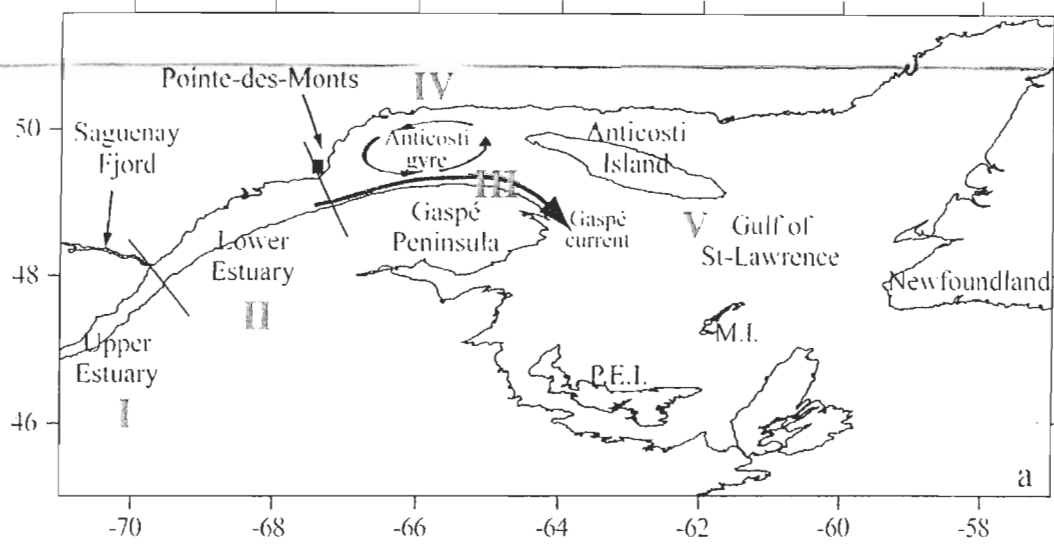 IV
Pointe-des-Monts
50
Saguenay
Fjord
Anticosti
gyre
Anticosti
Island
III
Gaspé
Peninsula
Gaspé
current
V
Gulf of
St-Lawrence
Lower
Estuary
48
Newfoundland
II
M.I.
Upper
Estuary
P.E.I.
I
46
a
-70
-68
-66
-64
-62
-60
-58